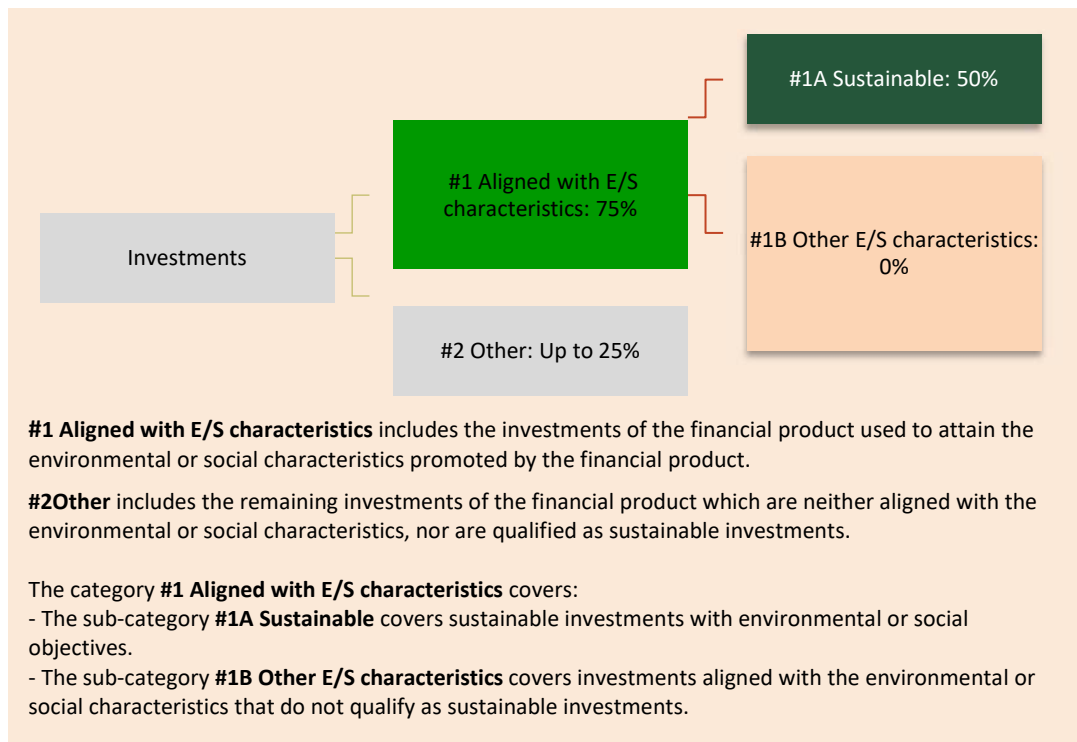 #1A Sustainable: 50%
#1 Aligned with E/S
characteristics: 75%
#1B Other E/S characteristics:
0%
Investments
#2 Other: Up to 25%
#1 Aligned with E/S characteristics includes the investments of the financial product used to attain the
environmental or social characteristics promoted by the financial product.
#2Other includes the remaining investments of the financial product which are neither aligned with the
environmental or social characteristics, nor are qualified as sustainable investments.
The category #1 Aligned with E/S characteristics covers:
- The sub-category #1A Sustainable covers sustainable investments with environmental or social
objectives.
- The sub-category #1B Other E/S characteristics covers investments aligned with the environmental or
social characteristics that do not qualify as sustainable investments.